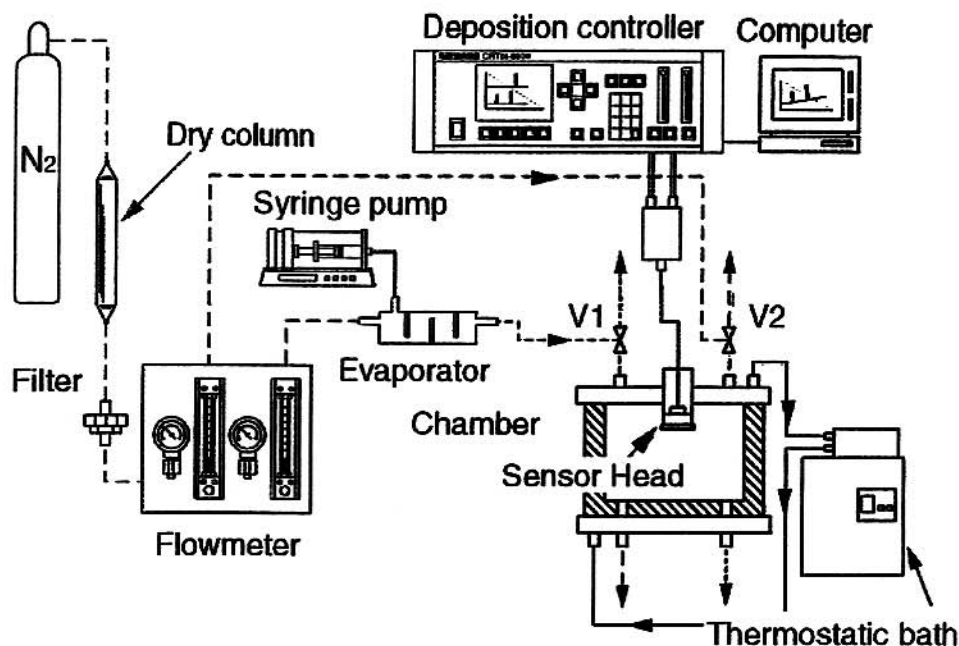 Deposition controller
Computer
N2
Dry column
Syringe pump
V1
V2
Filter
Evaporator
Chamber
Sensor Head
Flowmeter
Thermostatic bath